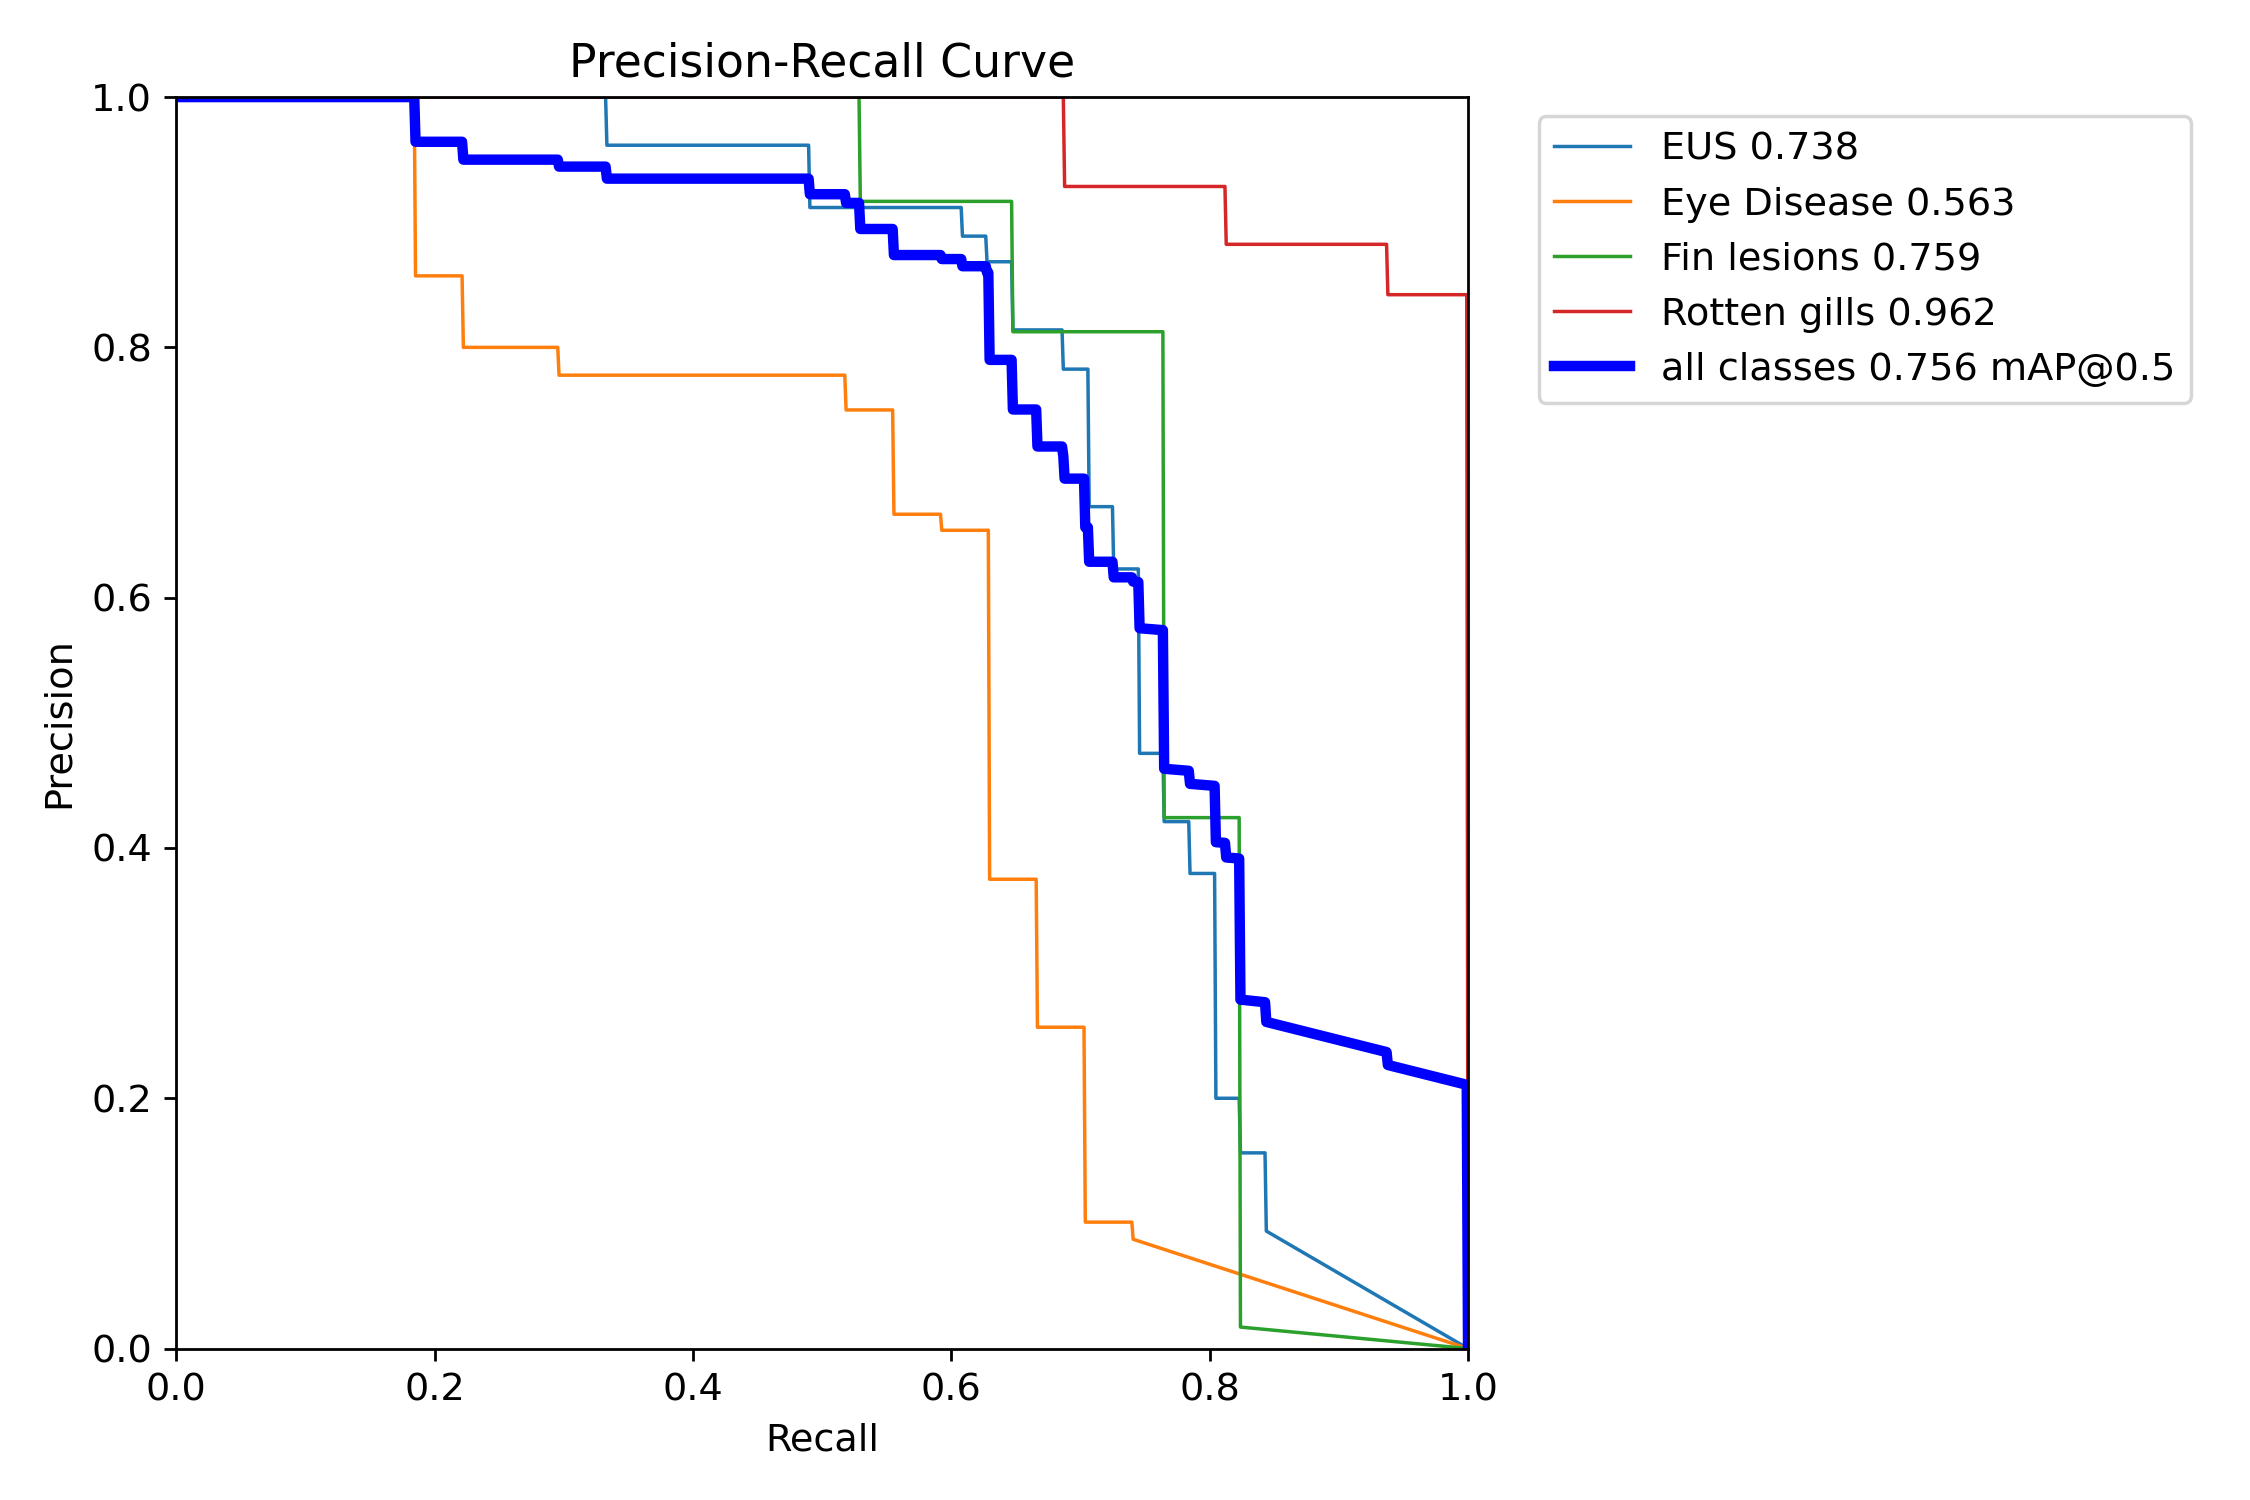 Precision-Recall Curve
1.0
0.8
0.6
0.4
0.2
0.0
Precision
0.0 0.2 0.4 0.6 0.8 1.0
Recall
EUS 0.738
Eye Disease 0.563
Fin lesions 0.759
Rotten gills 0.962
all classes 0.756 mAP@0.5